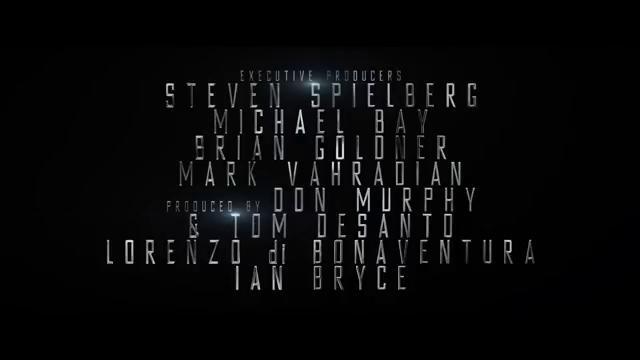 EXECUTIVE PRODUCERS
STEVEN SPIELBERG
MICHAEL BAY
BRIAN GOLDNER
MARK VAHRADIAN
PRODUCED BY DON MURPHY
& TOM DESANTO
LORENZO di BONAVENTURA
IAN BRYCE